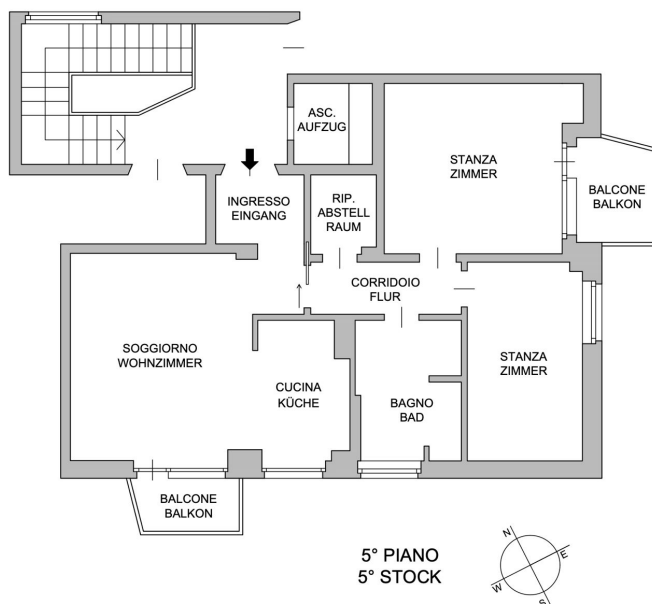 ASC.
AUFZUG
STANZA
ZIMMER
BALCONE
BALKON
INGRESSO
EINGANG
RIP.
ABSTELL
RAUM
CORRIDOIO
FLUR
SOGGIORNO
WOHNZIMMER
STANZA
ZIMMER
CUCINA
KÜCHE
BAGNO
BAD
BALCONE
BALKON
5° PIANO
5° STOCK
N
E
W
S